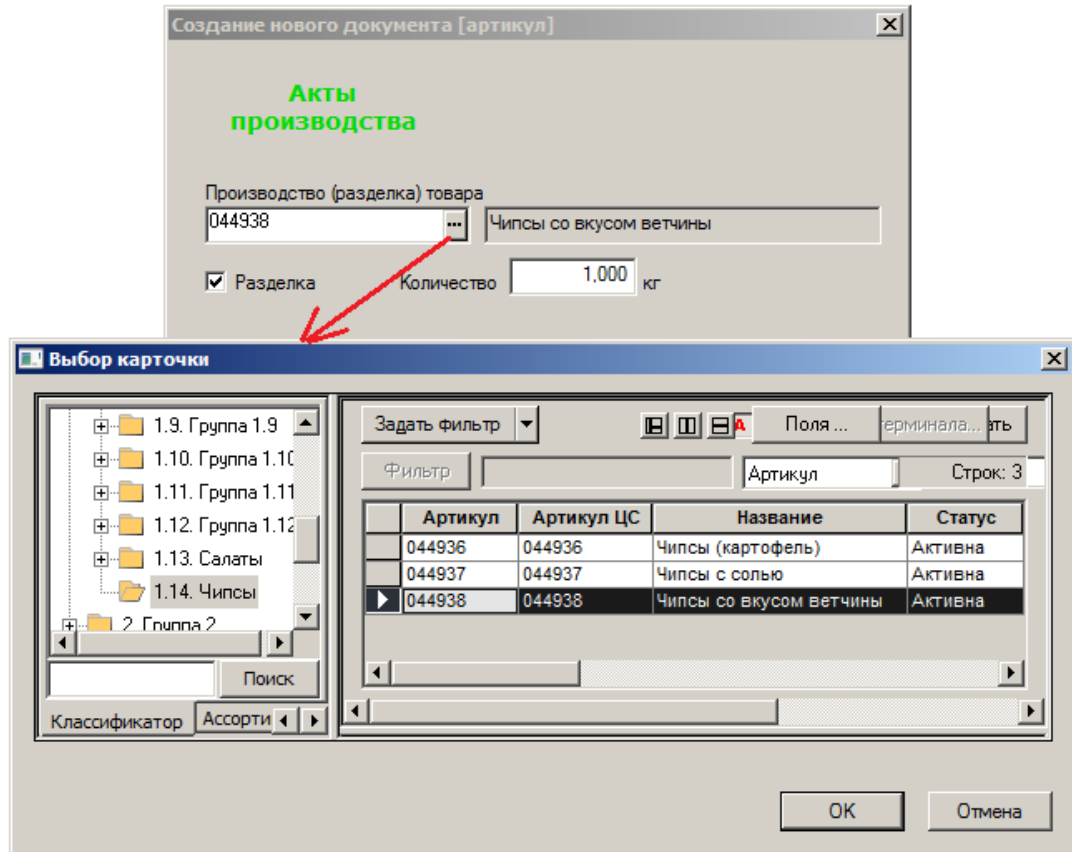 Создание нового документа [артикул]
Акты
производства
Производство (разделка) товара
044938 ... Чипсы со вкусом ветчины
Разделка Количество 1,000 кг
Выбор карточки
1.9. Группа 1.9
1.10. Группа 1.10
1.11. Группа 1.11
1.12. Группа 1.12
1.13. Салаты
1.14. Чипсы
2. Группа 2
Поиск
Классификатор Ассорти
Задать фильтр А Поля ... ерминала... ать
Фильтр Артикул Строк: 3
Артикул Артикул ЦС Название Статус
044936 044936 Чипсы (картофель) Активна
044937 044937 Чипсы с солью Активна
044938 044938 Чипсы со вкусом ветчины Активна
OK Отмена